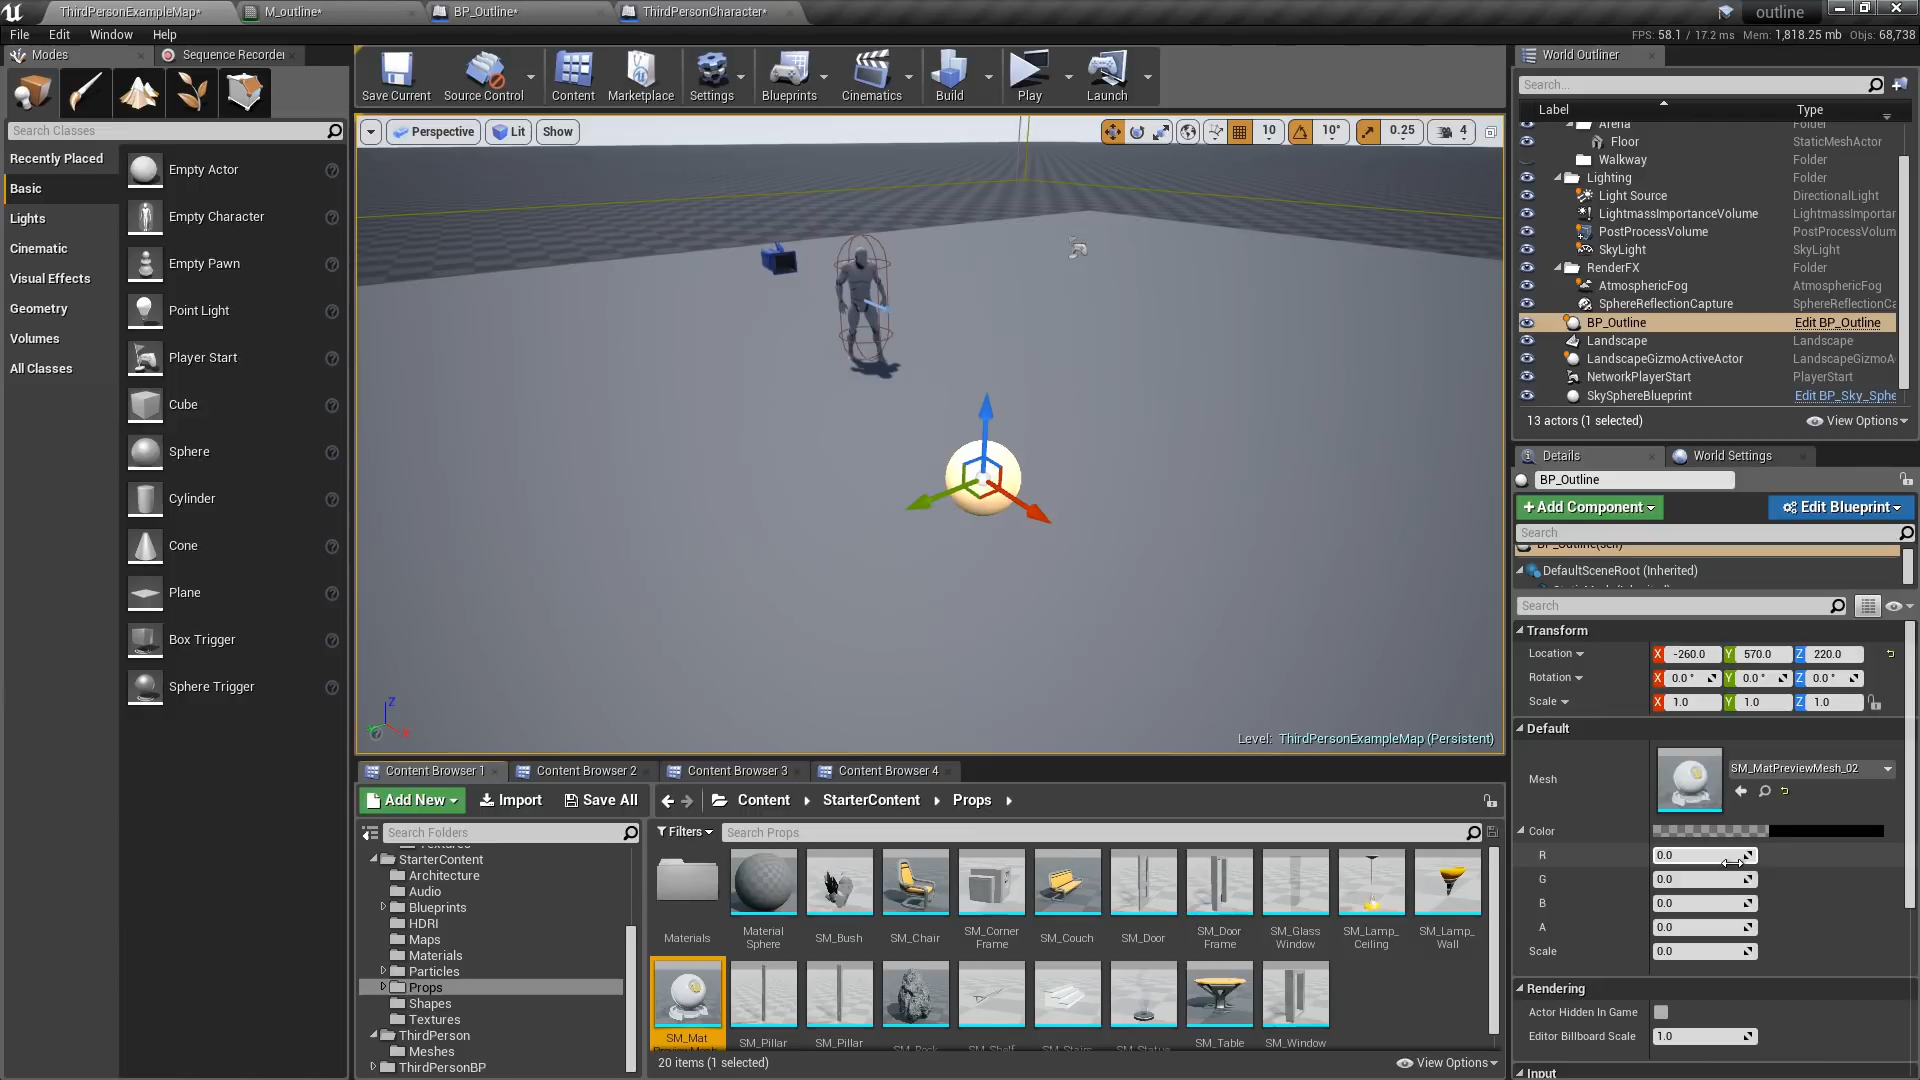 ThirdPersonExampleMap*
M_outline*
BP_Outline*
ThirdPersonCharacter*
outline
File Edit Window Help
FPS: 58.1 / 17.2 ms Mem: 1,818.25 mb Objs: 68,738
Modes
Sequence Recorder
Search Classes
Recently Placed
Basic
Lights
Cinematic
Visual Effects
Geometry
Volumes
All Classes
Empty Actor
Empty Character
Empty Pawn
Point Light
Player Start
Cube
Sphere
Cylinder
Cone
Plane
Box Trigger
Sphere Trigger
Save Current
Source Control
Content
Marketplace
Settings
Blueprints
Cinematics
Build
Play
Launch
Perspective
Lit
Show
10
10°
0.25
4
Z
X
Level: ThirdPersonExampleMap (Persistent)
Content Browser 1
Content Browser 2
Content Browser 3
Content Browser 4
Add New
Import
Save All
Content
StarterContent
Props
Search Folders
Filters
Search Props
StarterContent
Architecture
Audio
Blueprints
HDRI
Maps
Materials
Particles
Props
Shapes
Textures
ThirdPerson
Meshes
ThirdPersonBP
Materials
Material Sphere
SM_Bush
SM_Chair
SM_Corner Frame
SM_Couch
SM_Door
SM_Door Frame
SM_Glass Window
SM_Lamp_ Ceiling
SM_Lamp_ Wall
SM_Mat
SM_Pillar
SM_Pillar
SM_Table
SM_Window
20 items (1 selected)
View Options
World Outliner
Search...
Label Type
Arena Folder
Floor StaticMeshActor
Walkway Folder
Lighting Folder
Light Source DirectionalLight
LightmassImportanceVolume LightmassImportar
PostProcessVolume PostProcessVolum
SkyLight SkyLight
RenderFX Folder
AtmosphericFog AtmosphericFog
SphereReflectionCapture SphereReflectionCa
BP_Outline Edit BP_Outline
Landscape Landscape
LandscapeGizmoActiveActor LandscapeGizmoA
NetworkPlayerStart PlayerStart
SkySphereBlueprint Edit BP_Sky_Sphe
13 actors (1 selected)
View Options
Details
World Settings
BP_Outline
+ Add Component
Edit Blueprint
Search
DefaultSceneRoot (Inherited)
Search
Transform
Location X -260.0 Y 570.0 Z 220.0
Rotation X 0.0 ° Y 0.0 ° Z 0.0 °
Scale X 1.0 Y 1.0 Z 1.0
Default
Mesh
SM_MatPreviewMesh_02
Color
R 0.0
G 0.0
B 0.0
A 0.0
Scale 0.0
Rendering
Actor Hidden In Game
Editor Billboard Scale 1.0
Input